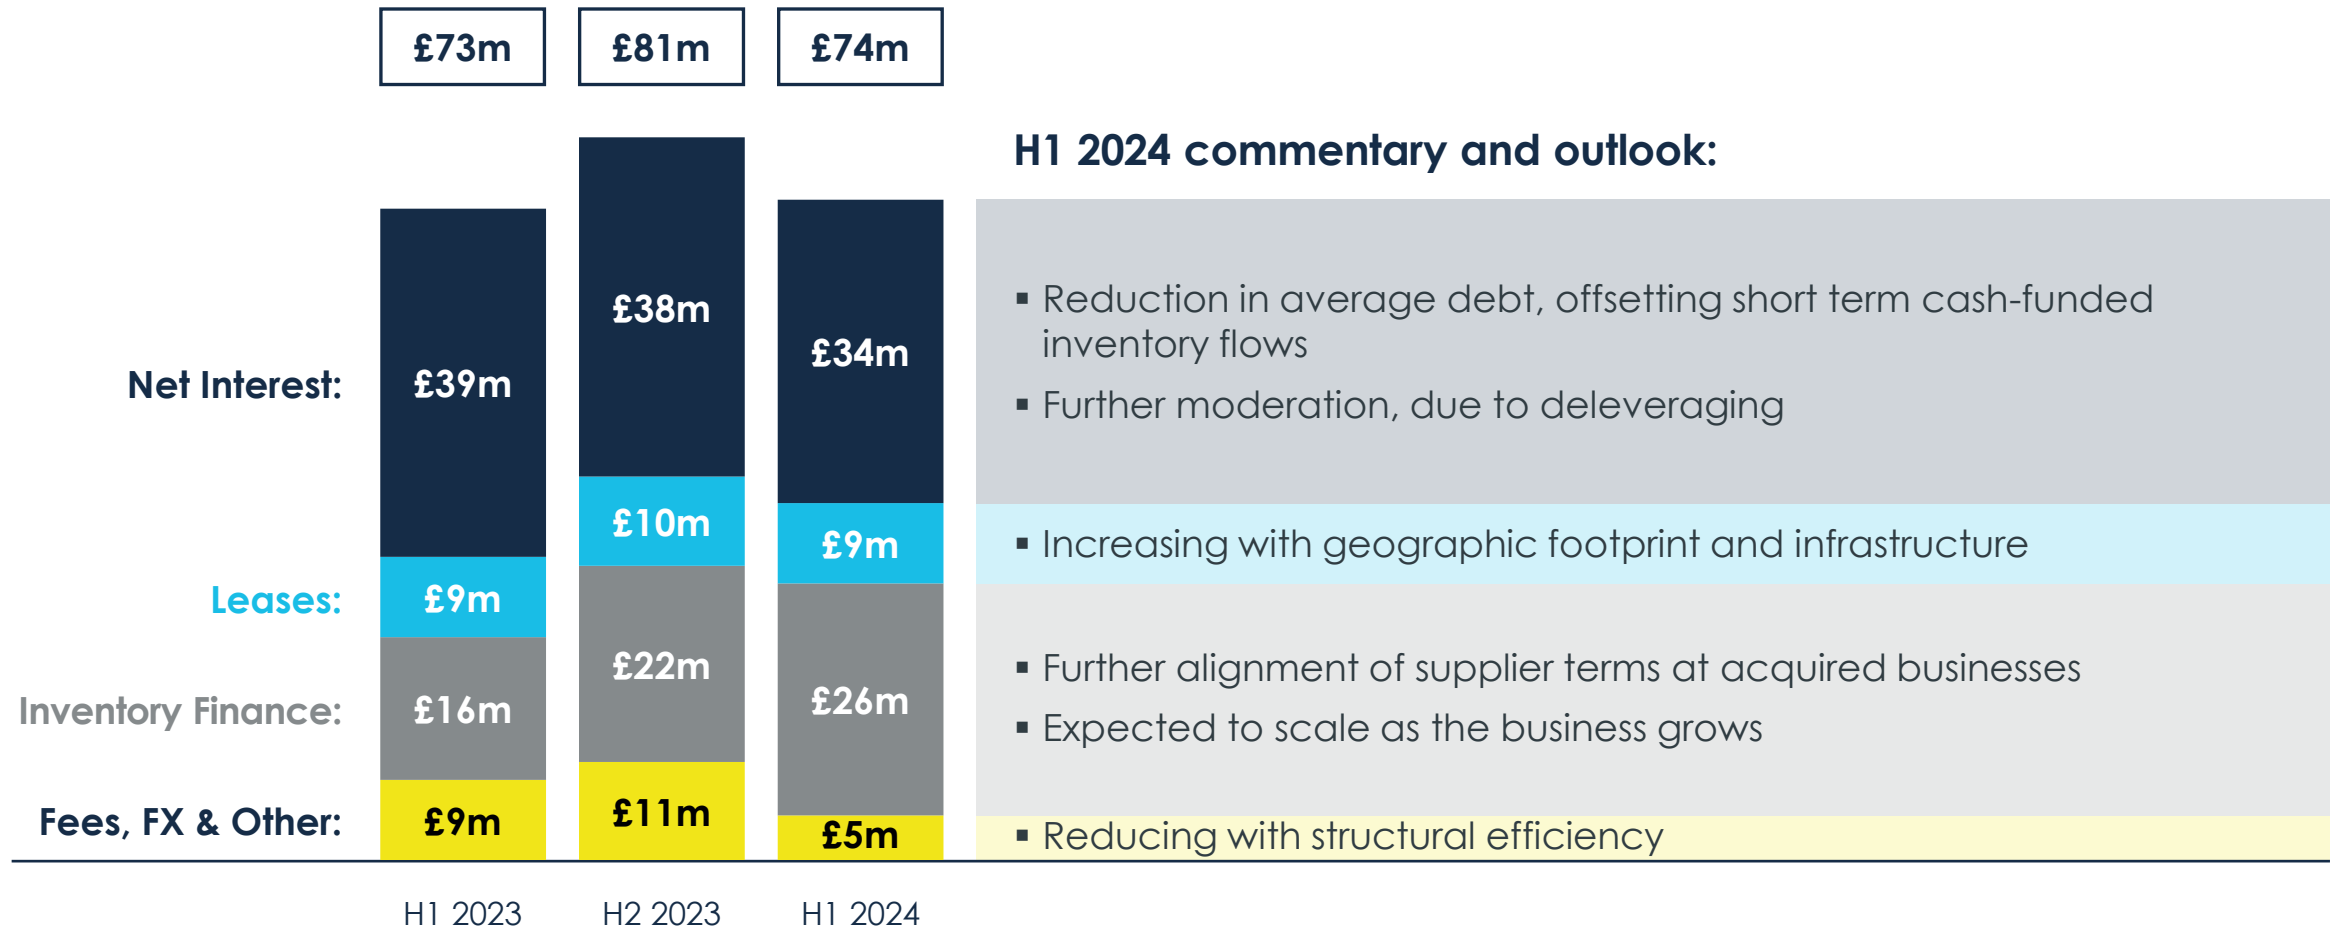 £73m £81m £74m
H1 2024 commentary and outlook:
Net Interest: £39m £38m £34m
▪ Reduction in average debt, offsetting short term cash-funded
inventory flows
▪ Further moderation, due to deleveraging
Leases: £9m £10m £9m
▪ Increasing with geographic footprint and infrastructure
Inventory Finance: £16m £22m £26m
▪ Further alignment of supplier terms at acquired businesses
▪ Expected to scale as the business grows
Fees, FX & Other: £9m £11m £5m
▪ Reducing with structural efficiency
H1 2023 H2 2023 H1 2024